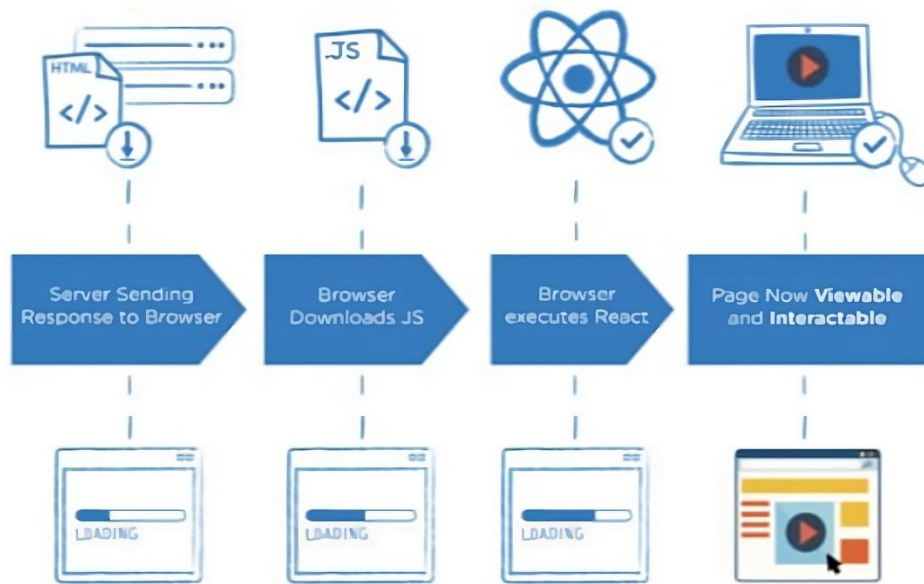 HTML
</>
.JS
</>
Server Sending
Response to Browser
Browser
Downloads JS
Browser
executes React
Page Now Viewable
and Interactable
LOADING
LOADING
LOADING